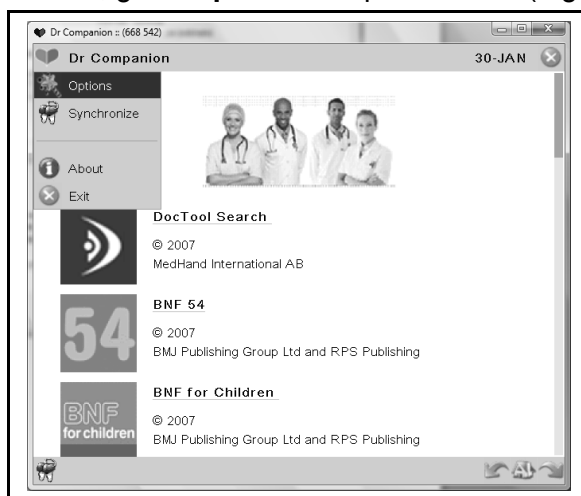 Dr Companion :: (668 542)
Dr Companion 30-JAN
Options
Synchronize
About
Exit
DocTool Search
© 2007
MedHand International AB
54
BNF 54
© 2007
BMJ Publishing Group Ltd and RPS Publishing
BNF
for children
BNF for Children
© 2007
BMJ Publishing Group Ltd and RPS Publishing